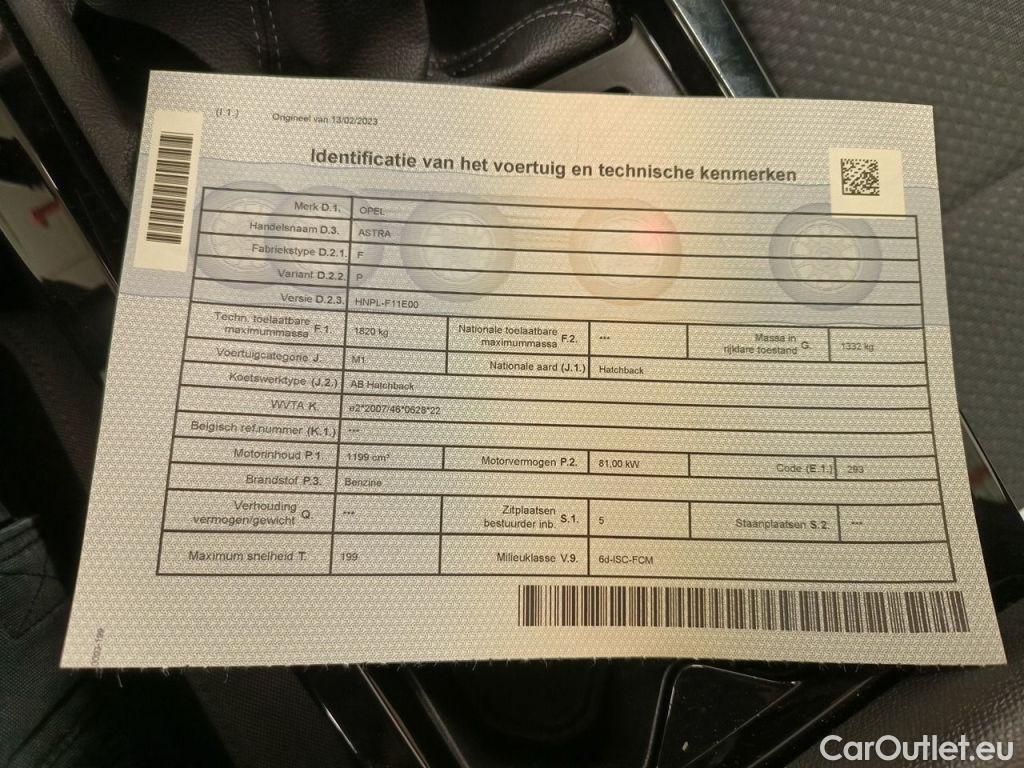 (I.1.) Origineel van 13/02/2023
Identificatie van het voertuig en technische kenmerken
Merk D.1. OPEL
Handelsnaam D.3. ASTRA
Fabriekstype D.2.1. F
Variant D.2.2. P
Versie D.2.3. HNPL-F11E00
Techn. toelaatbare maximummassa F.1. 1820 kg Nationale toelaatbare maximummassa F.2. --- Massa in rijklare toestand G. 1332 kg
Voertuigcategorie J. M1 Nationale aard (J.1.) Hatchback
Koetswerktype (J.2.) AB Hatchback
WVTA K. e2*2007/46*0628*22
Belgisch ref.nummer (K.1.) ---
Motorinhoud P.1. 1199 cm³ Motorvermogen P.2. 81,00 kW Code (E.1.) 293
Brandstof P.3. Benzine
Verhouding vermogen/gewicht Q. --- Zitplaatsen bestuurder inb. S.1. 5 Staanplaatsen S.2. ---
Maximum snelheid T. 199 Milieuklasse V.9. 6d-ISC-FCM
CarOutlet.eu